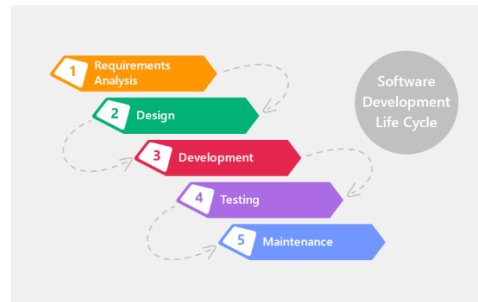 1
Requirements
Analysis
2
Design
3
Development
4
Testing
5
Maintenance
Software
Development
Life Cycle